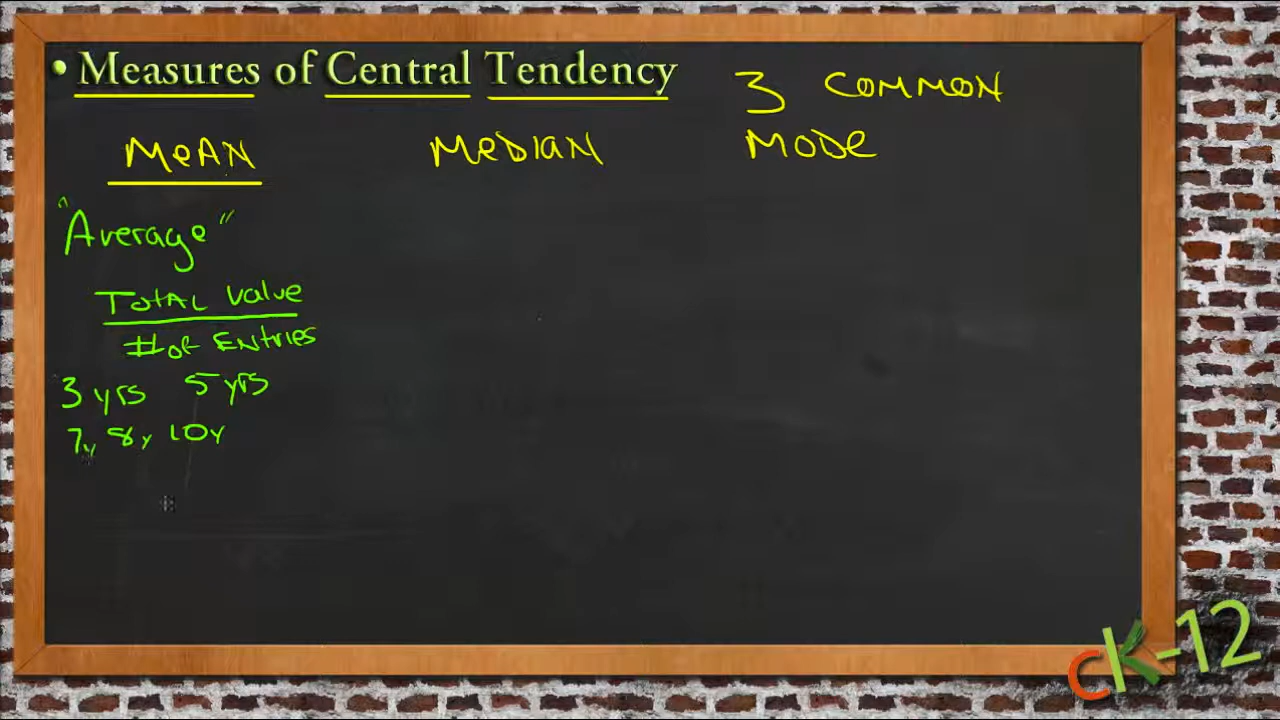 • Measures of Central Tendency
3 COMMON
MeAN MeDIAN MODe
"Average"
TOtAL Value
# of ENtries
3 yrs 5 yrs
7y 8y 10y
CK-12